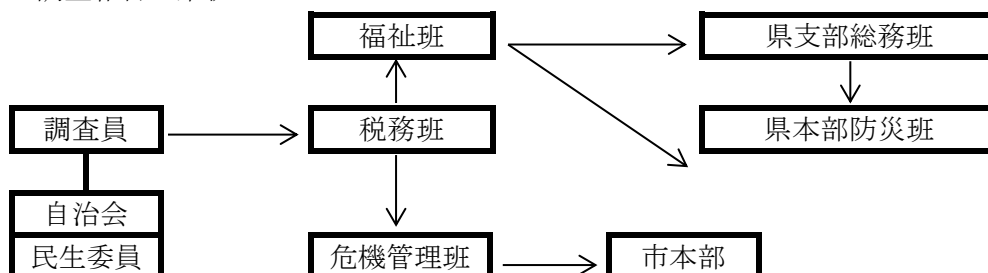 福祉班 県支部総務班
調査員 税務班 県本部防災班
自治会
民生委員 危機管理班 市本部